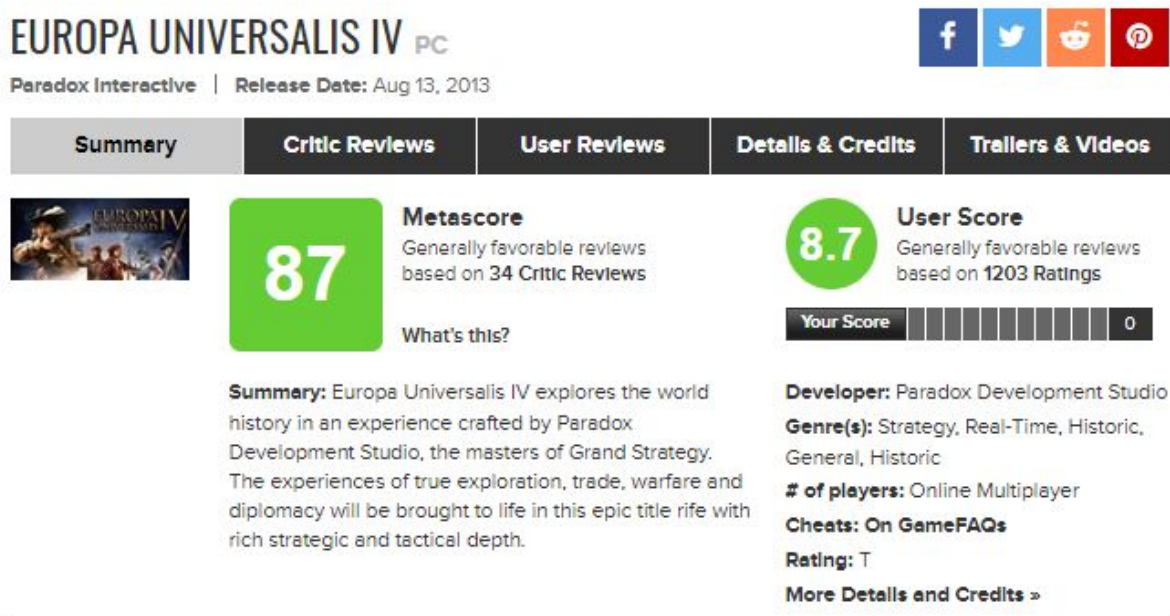 EUROPA UNIVERSALIS IV PC
Paradox Interactive | Release Date: Aug 13, 2013
Summary
Critic Reviews
User Reviews
Details & Credits
Trailers & Videos
EUROPA IV
UNIVERSALIS
87
Metascore
Generally favorable reviews
based on 34 Critic Reviews
What's this?
Summary: Europa Universalis IV explores the world
history in an experience crafted by Paradox
Development Studio, the masters of Grand Strategy.
The experiences of true exploration, trade, warfare and
diplomacy will be brought to life in this epic title rife with
rich strategic and tactical depth.
8.7
User Score
Generally favorable reviews
based on 1203 Ratings
Your Score 0
Developer: Paradox Development Studio
Genre(s): Strategy, Real-Time, Historic,
General, Historic
# of players: Online Multiplayer
Cheats: On GameFAQs
Rating: T
More Details and Credits »